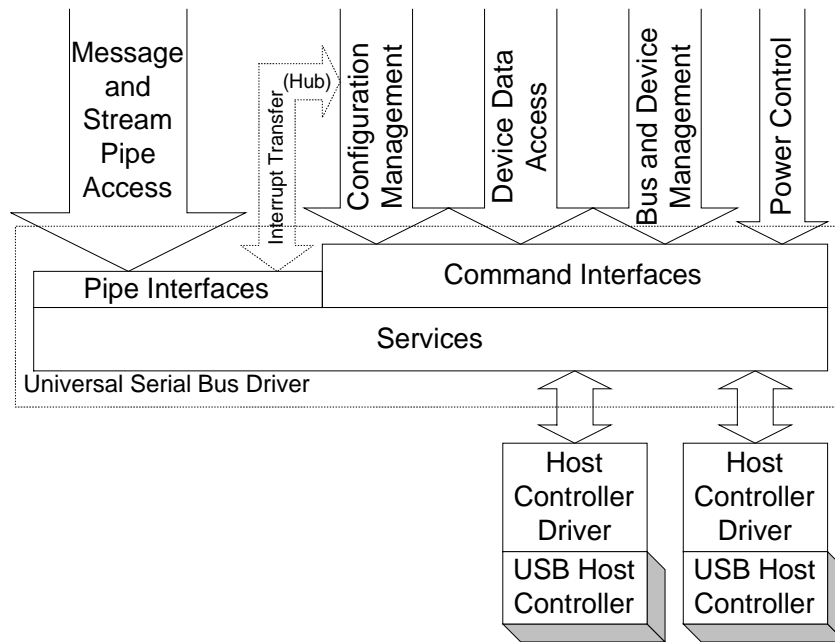 Message
and
Stream
Pipe
Access
Interrupt Transfer
(Hub)
Configuration
Management
Device Data
Access
Bus and Device
Management
Power Control
Pipe Interfaces
Command Interfaces
Services
Universal Serial Bus Driver
Host
Controller
Driver
USB Host
Controller
Host
Controller
Driver
USB Host
Controller